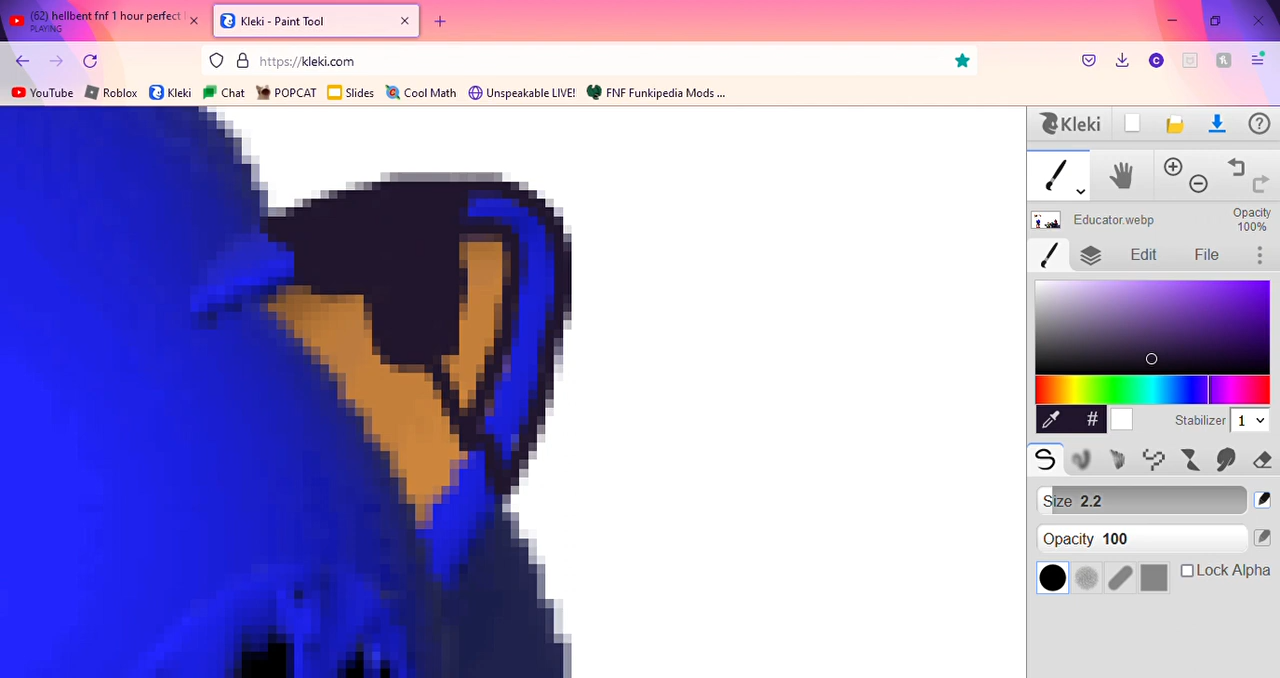 (62) hellbent fnf 1 hour perfect
PLAYING
Kleki - Paint Tool
https://kleki.com
YouTube Roblox Kleki Chat POPCAT Slides Cool Math Unspeakable LIVE! FNF Funkipedia Mods ...
Kleki
Educator.webp
Opacity
100%
Edit File
Stabilizer 1
Size 2.2
Opacity 100
Lock Alpha